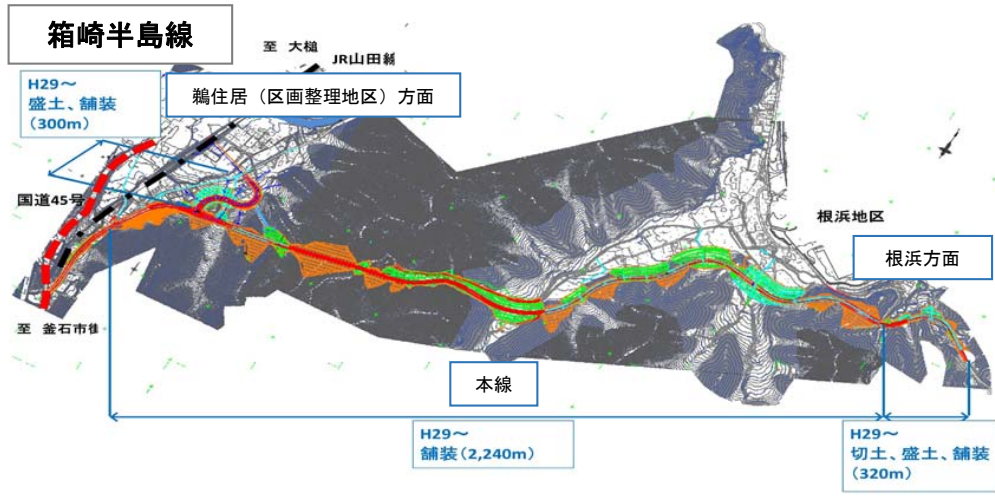 箱崎半島線
至 大槌
JR山田線
H29～
盛土、舗装
(300m)
鵜住居（区画整理地区）方面
国道45号
根浜地区
根浜方面
至 釜石市街
本線
H29～
舗装(2,240m)
H29～
切土、盛土、舗装
(320m)